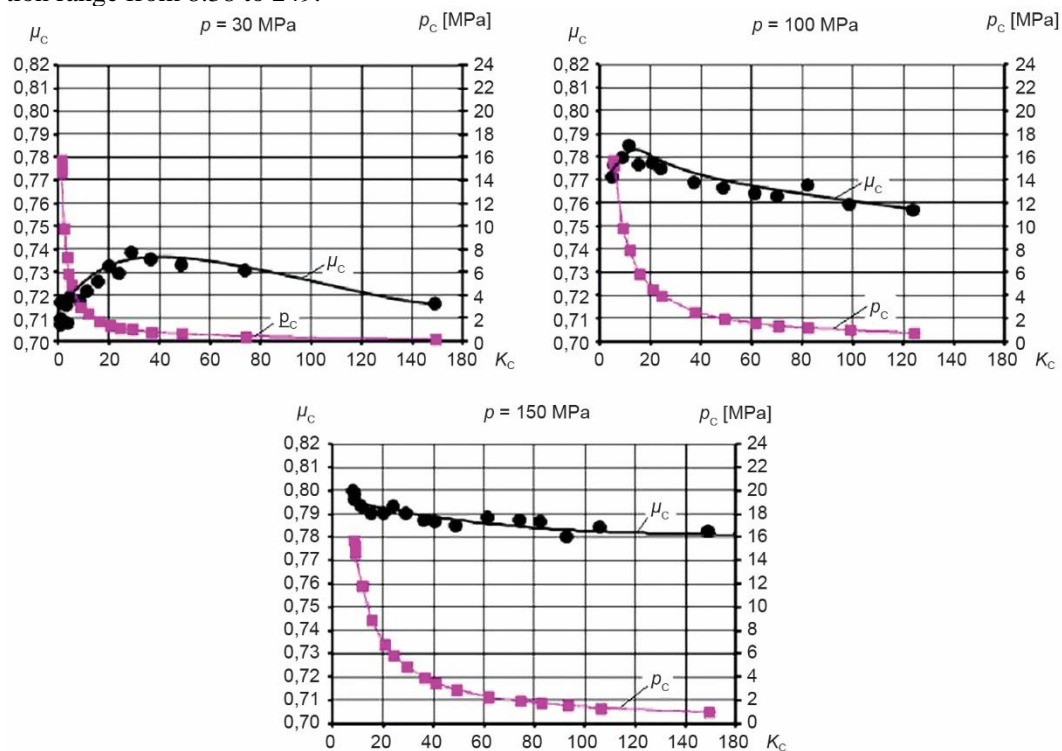 tion range from 0.38 to 249.
μC p = 30 MPa pC [MPa]
0,82 24
0,81 22
0,80 20
0,79 18
0,78 16
0,77 14
0,76 12
0,75 10
0,74 8
0,73 6
μC
0,72 4
0,71 2
pC
0,70 0
0 20 40 60 80 100 120 140 160 180
KC
μC p = 100 MPa pC [MPa]
0,82 24
0,81 22
0,80 20
0,79 18
0,78 16
0,77 14
μC
0,76 12
0,75 10
0,74 8
0,73 6
0,72 4
pC
0,71 2
0,70 0
0 20 40 60 80 100 120 140 160 180
KC
μC p = 150 MPa pC [MPa]
0,82 24
0,81 22
0,80 20
μC
0,79 18
0,78 16
0,77 14
0,76 12
0,75 10
0,74 8
0,73 6
0,72 4
pC
0,71 2
0,70 0
0 20 40 60 80 100 120 140 160 180
KC